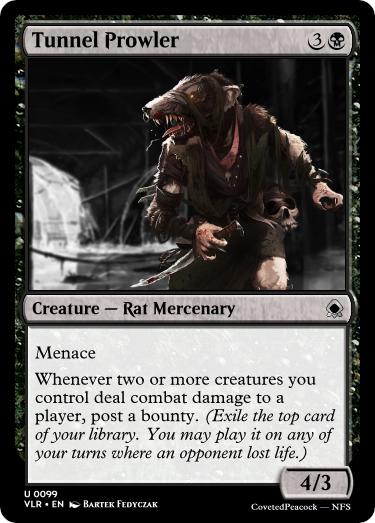 Tunnel Prowler 3
Creature — Rat Mercenary
Menace
Whenever two or more creatures you
control deal combat damage to a
player, post a bounty. (Exile the top card
of your library. You may play it on any of
your turns where an opponent lost life.)
4/3
U 0099
VLR • EN Bartek Fedyczak
CovetedPeacock — NFS